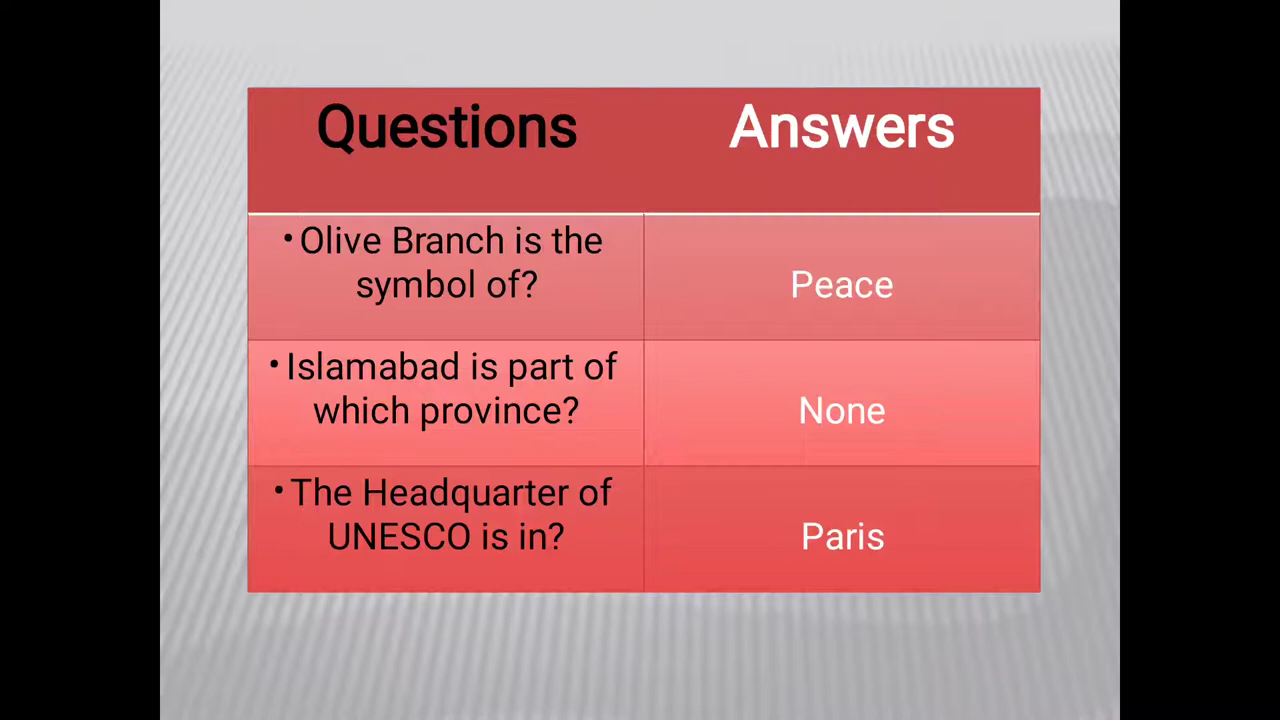 Questions
Answers
•Olive Branch is the
symbol of?
Peace
•Islamabad is part of
which province?
None
•The Headquarter of
UNESCO is in?
Paris